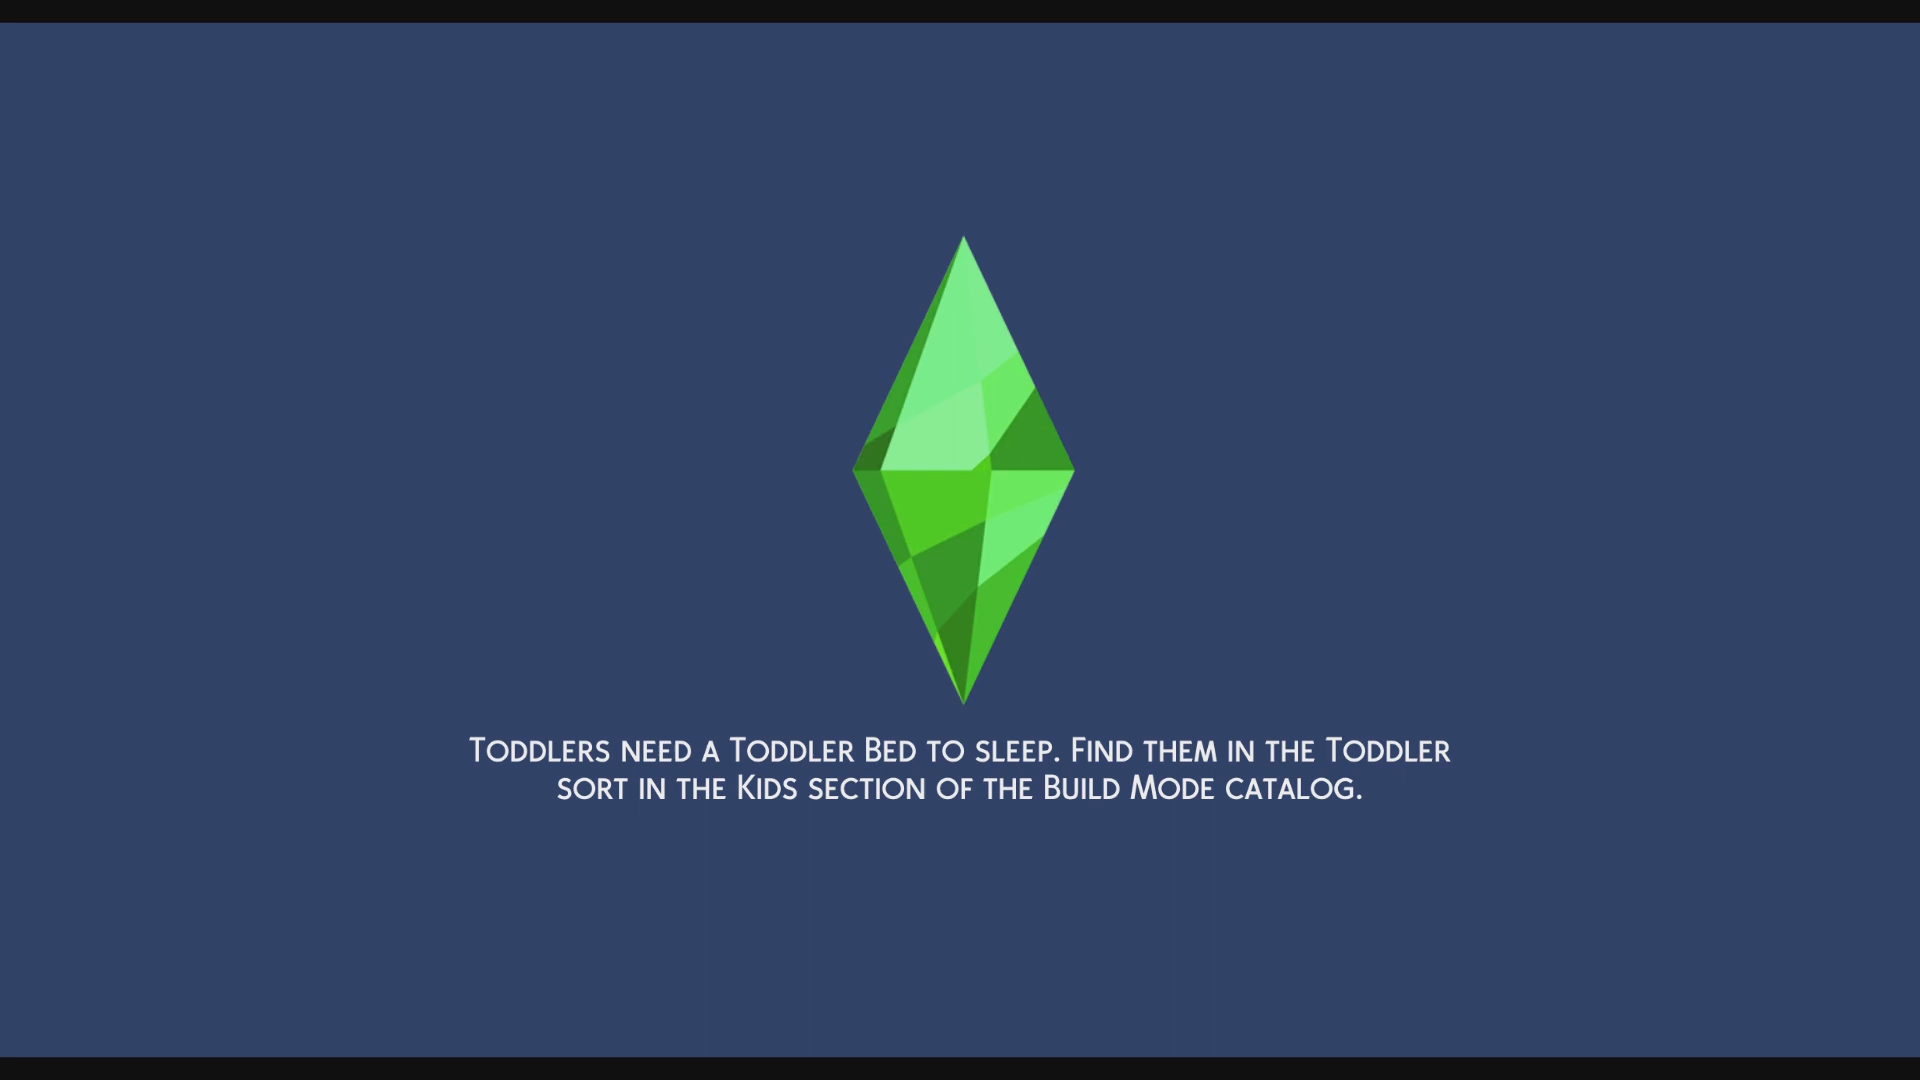 Toddlers need a Toddler Bed to sleep. Find them in the Toddler
sort in the Kids section of the Build Mode catalog.